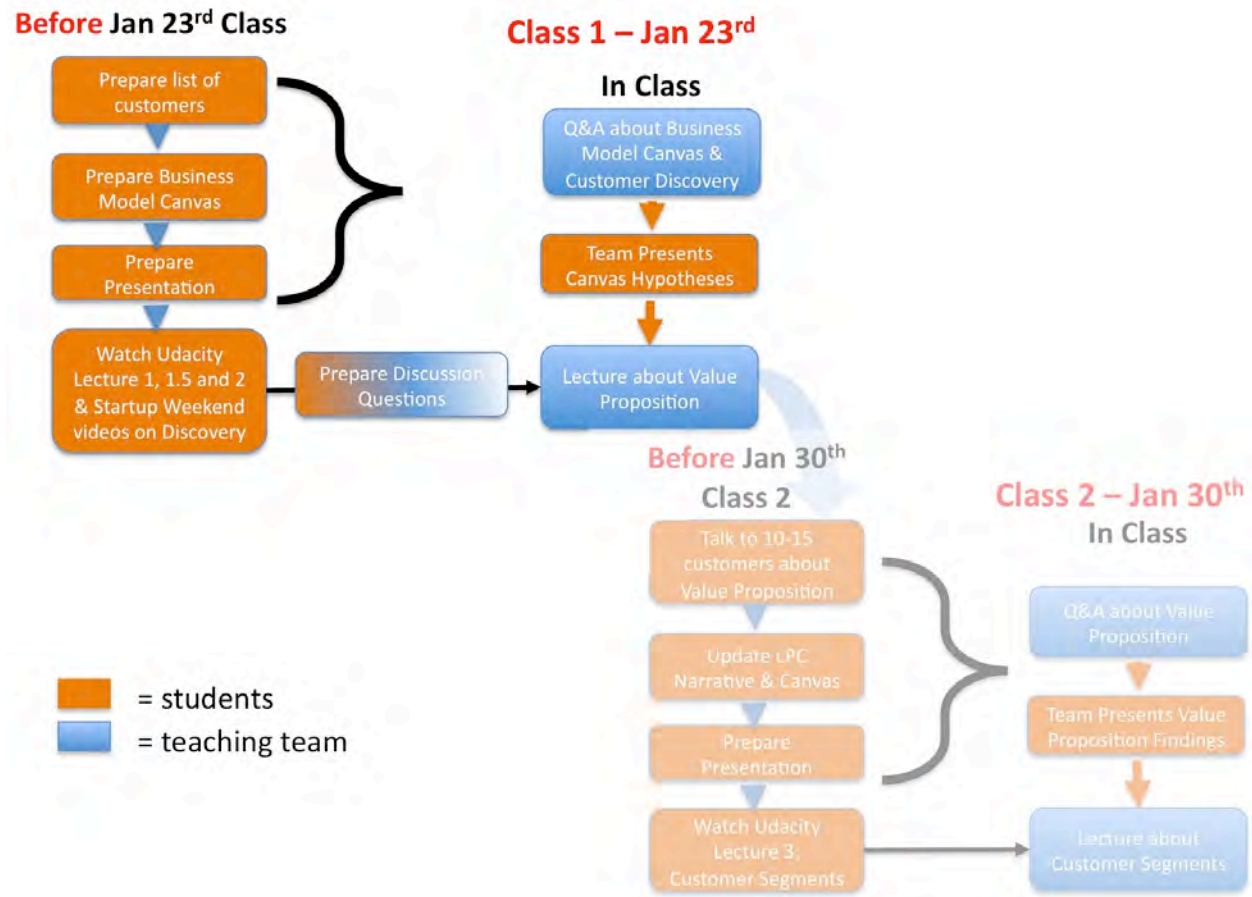 Before Jan 23rd Class
Prepare list of
customers
Prepare Business
Model Canvas
Prepare
Presentation
Watch Udacity
Lecture 1, 1.5 and 2
& Startup Weekend
videos on Discovery
Prepare Discussion
Questions
Class 1 – Jan 23rd
In Class
Q&A about Business
Model Canvas &
Customer Discovery
Team Presents
Canvas Hypotheses
Lecture about Value
Proposition
Before Jan 30th
Class 2
Talk to 10-15
customers about
Value Proposition
Update LPC
Narrative & Canvas
Prepare
Presentation
Watch Udacity
Lecture 3;
Customer Segments
Class 2 – Jan 30th
In Class
Q&A about Value
Proposition
Team Presents Value
Proposition Findings
Lecture about
Customer Segments
= students
= teaching team